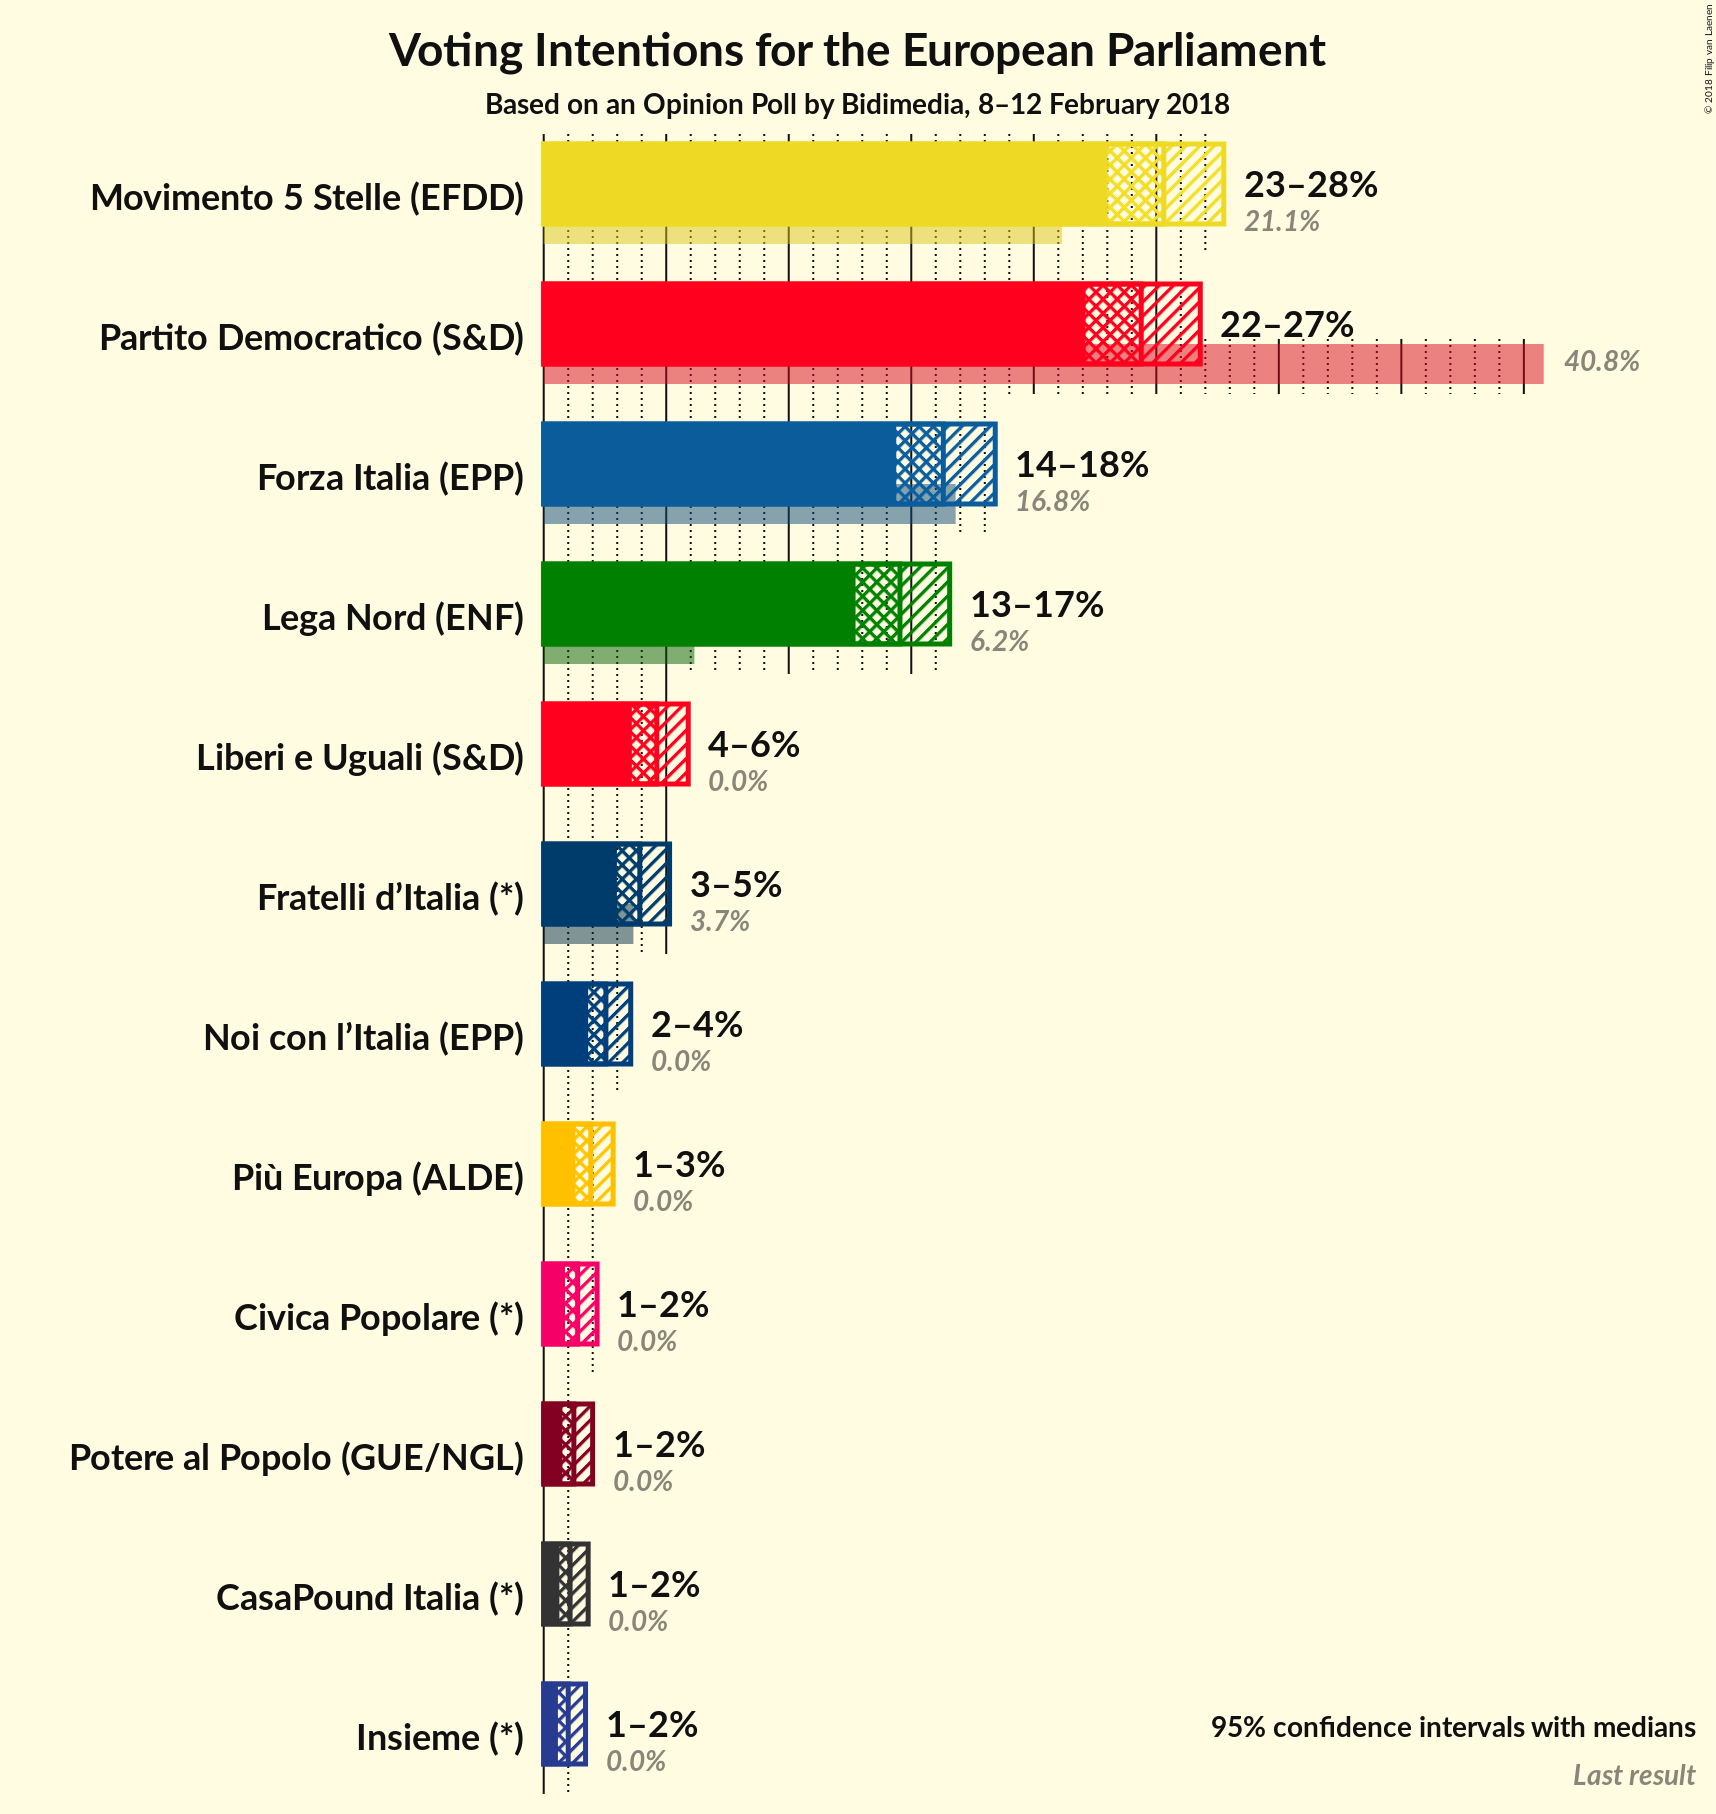 Voting Intentions for the European Parliament
Based on an Opinion Poll by Bidimedia, 8–12 February 2018
© 2018 Filip van Laenen
Movimento 5 Stelle (EFDD)
23–28%
21.1%
Partito Democratico (S&D)
22–27%
40.8%
Forza Italia (EPP)
14–18%
16.8%
Lega Nord (ENF)
13–17%
6.2%
Liberi e Uguali (S&D)
4–6%
0.0%
Fratelli d’Italia (*)
3–5%
3.7%
Noi con l’Italia (EPP)
2–4%
0.0%
Più Europa (ALDE)
1–3%
0.0%
Civica Popolare (*)
1–2%
0.0%
Potere al Popolo (GUE/NGL)
1–2%
0.0%
CasaPound Italia (*)
1–2%
0.0%
Insieme (*)
1–2%
0.0%
95% confidence intervals with medians
Last result